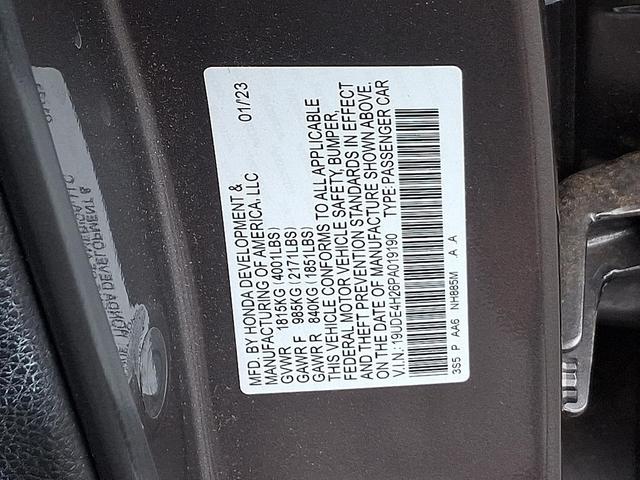 MFD. BY HONDA DEVELOPMENT &
MANUFACTURING OF AMERICA, LLC 01/23
GVWR 1815KG (4001LBS)
GAWR F 985KG (2171LBS)
GAWR R 840KG (1851LBS)
THIS VEHICLE CONFORMS TO ALL APPLICABLE
FEDERAL MOTOR VEHICLE SAFETY, BUMPER,
AND THEFT PREVENTION STANDARDS IN EFFECT
ON THE DATE OF MANUFACTURE SHOWN ABOVE.
V.I.N.: 19UDE4H26PA019190 TYPE:PASSENGER CAR
3S5 P AA6 NH885M A A